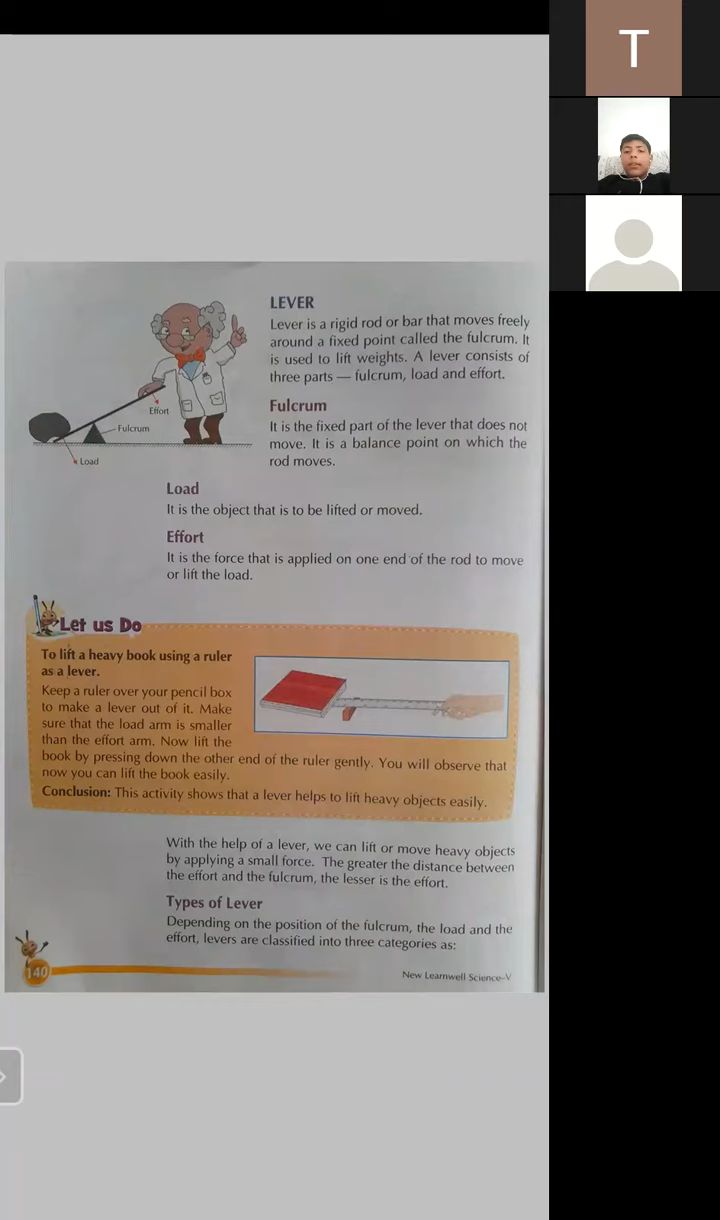 T
LEVER
Lever is a rigid rod or bar that moves freely
around a fixed point called the fulcrum. It
is used to lift weights. A lever consists of
three parts — fulcrum, load and effort.
Effort
Fulcrum
Load
Fulcrum
It is the fixed part of the lever that does not
move. It is a balance point on which the
rod moves.
Load
It is the object that is to be lifted or moved.
Effort
It is the force that is applied on one end of the rod to move
or lift the load.
Let us Do
To lift a heavy book using a ruler
as a lever.
Keep a ruler over your pencil box
to make a lever out of it. Make
sure that the load arm is smaller
than the effort arm. Now lift the
book by pressing down the other end of the ruler gently. You will observe that
now you can lift the book easily.
Conclusion: This activity shows that a lever helps to lift heavy objects easily.
With the help of a lever, we can lift or move heavy objects
by applying a small force. The greater the distance between
the effort and the fulcrum, the lesser is the effort.
Types of Lever
Depending on the position of the fulcrum, the load and the
effort, levers are classified into three categories as:
140
New Learnwell Science-V